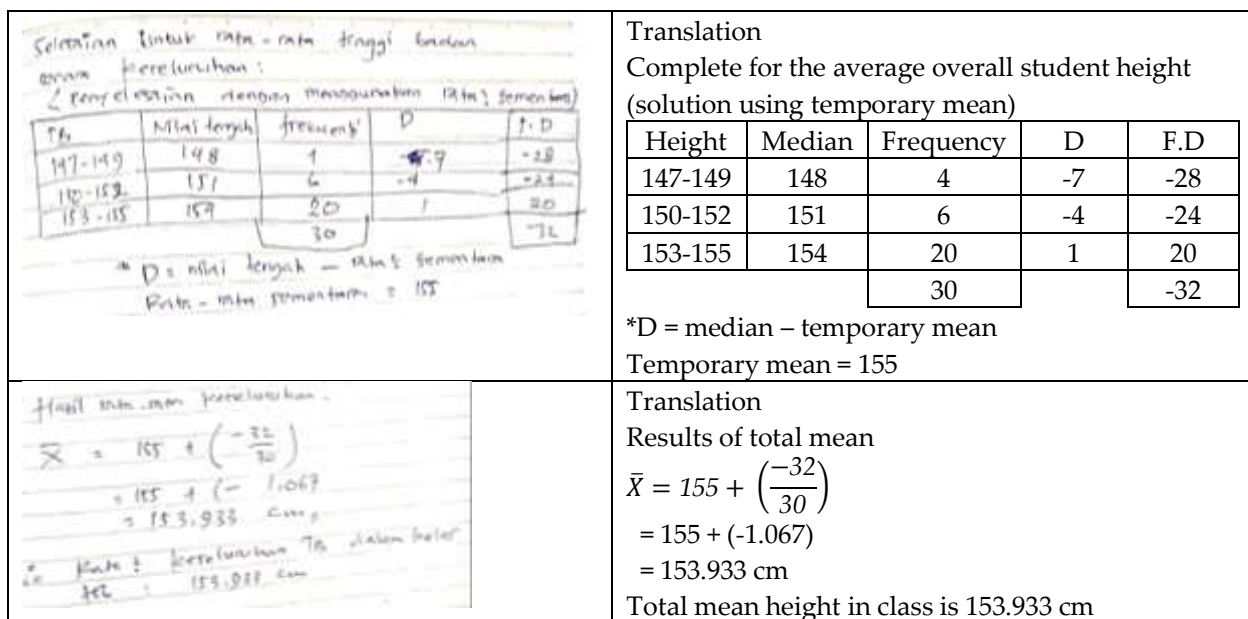 Selesaian untuk rata-rata tinggi badan
secara keseluruhan :
(penyelesaian dengan menggunakan rata² sementara)
TB Nilai tengah frekuensi D f.D
147-149 148 4 -7 -28
150-152 151 6 -4 -24
153-155 154 20 1 20
30 -32
* D = nilai tengah - rata² sementara
Rata-rata sementara = 155
Translation
Complete for the average overall student height
(solution using temporary mean)
Height Median Frequency D F.D
147-149 148 4 -7 -28
150-152 151 6 -4 -24
153-155 154 20 1 20
30 -32
*D = median – temporary mean
Temporary mean = 155
Hasil rata-rata keseluruhan.
X̄ = 155 + (-32/30)
= 155 + (- 1.067
= 153.933 cm
∴ Rata² keseluruhan TB dalam
153.933 cm
Translation
Results of total mean
X̄ = 155 + (-32/30)
= 155 + (-1.067)
= 153.933 cm
Total mean height in class is 153.933 cm